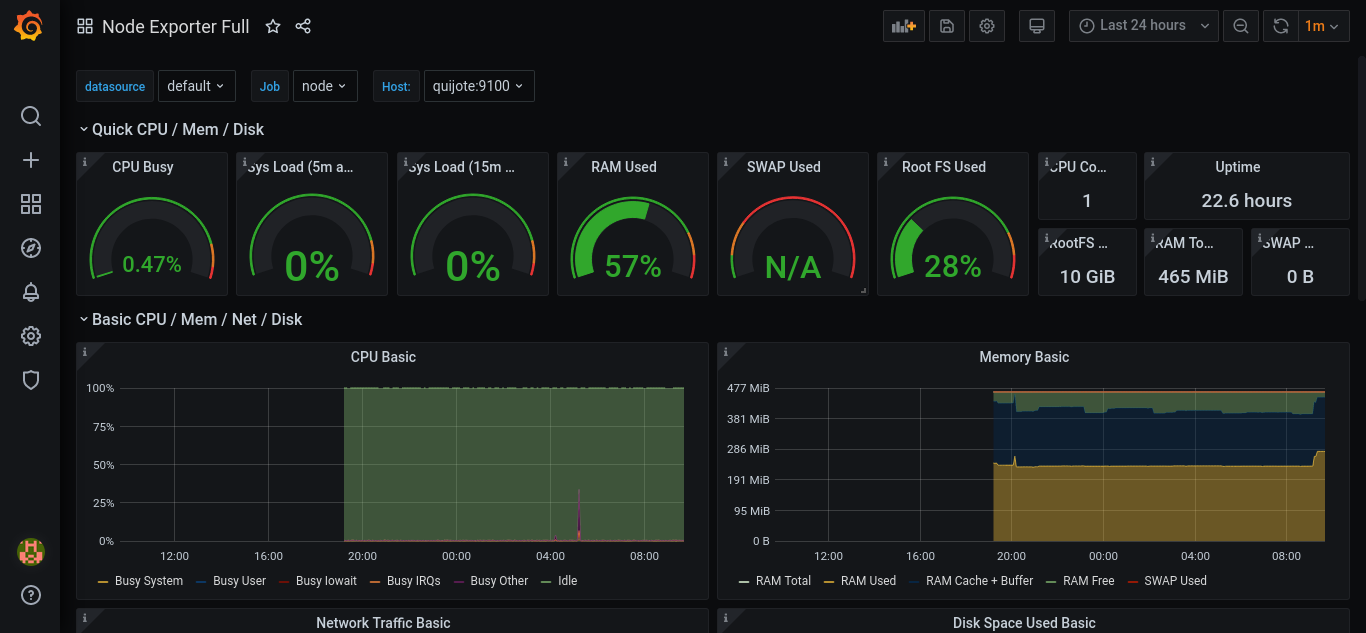 Node Exporter Full
Last 24 hours
1m
datasource default Job node Host: quijote:9100
Quick CPU / Mem / Disk
CPU Busy
0.47%
Sys Load (5m a...
0%
Sys Load (15m ...
0%
RAM Used
57%
SWAP Used
N/A
Root FS Used
28%
CPU Co...
1
Uptime
22.6 hours
RootFS ...
10 GiB
RAM To...
465 MiB
SWAP ...
0 B
Basic CPU / Mem / Net / Disk
CPU Basic
100%
75%
50%
25%
0%
12:00 16:00 20:00 00:00 04:00 08:00
Busy System Busy User Busy Iowait Busy IRQs Busy Other Idle
Memory Basic
477 MiB
381 MiB
286 MiB
191 MiB
95 MiB
0 B
12:00 16:00 20:00 00:00 04:00 08:00
RAM Total RAM Used RAM Cache + Buffer RAM Free SWAP Used
Network Traffic Basic
Disk Space Used Basic